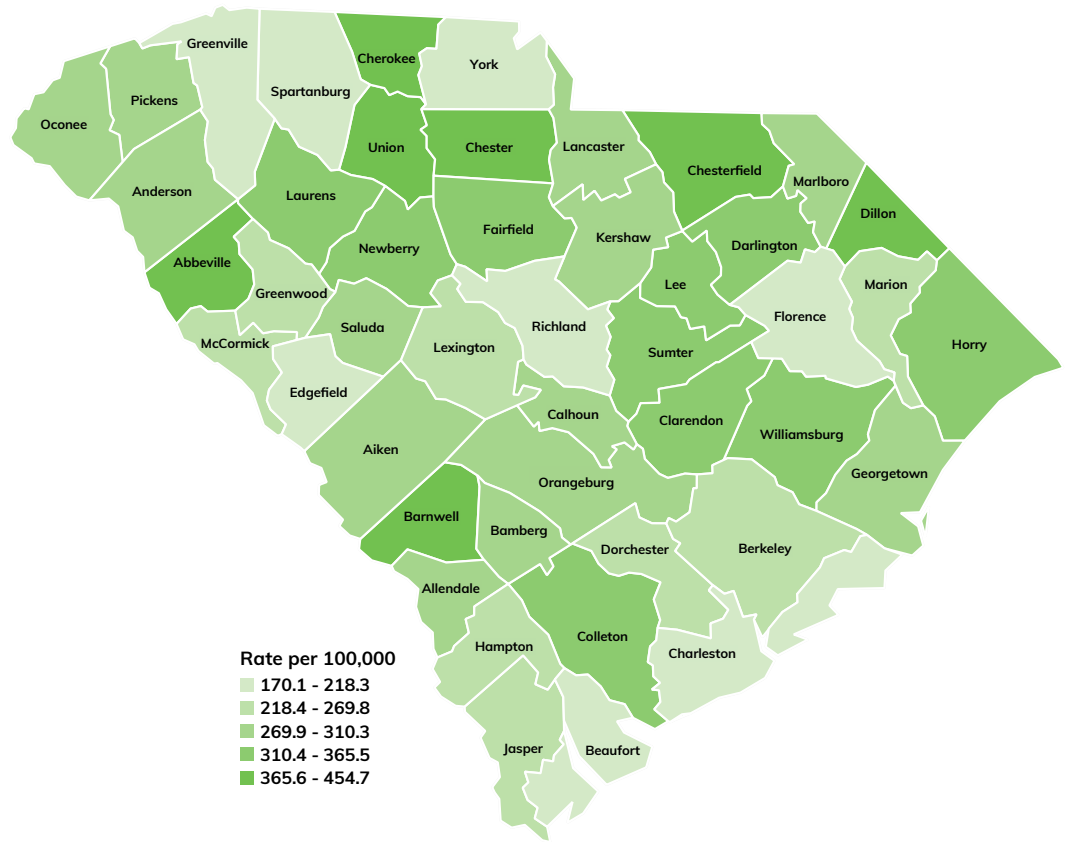 Greenville
Cherokee
York
Spartanburg
Pickens
Oconee
Union
Chester
Lancaster
Chesterfield
Marlboro
Anderson
Laurens
Dillon
Fairfield
Kershaw
Darlington
Newberry
Abbeville
Lee
Marion
Greenwood
Florence
Richland
Saluda
McCormick
Lexington
Sumter
Horry
Edgefield
Calhoun
Clarendon
Williamsburg
Aiken
Georgetown
Orangeburg
Barnwell
Bamberg
Dorchester
Berkeley
Allendale
Colleton
Hampton
Charleston
Jasper
Beaufort
Rate per 100,000
170.1 - 218.3
218.4 - 269.8
269.9 - 310.3
310.4 - 365.5
365.6 - 454.7